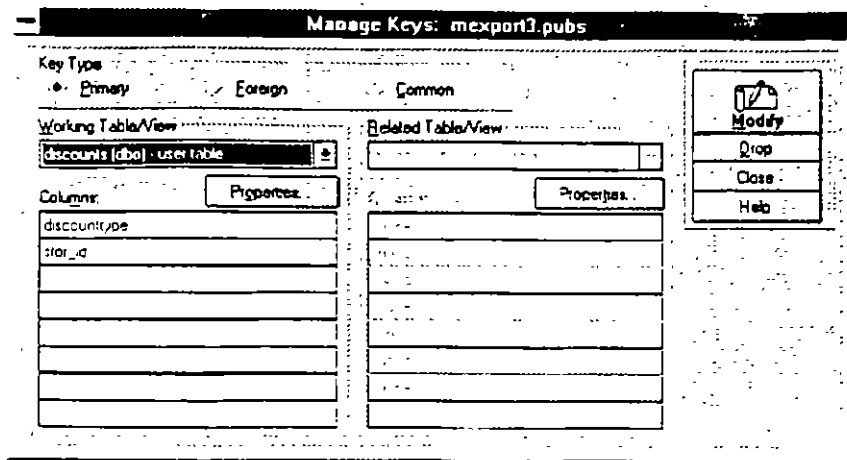 Manage Keys: mexport3.pubs
Key Type
Primary Foreign Common
Working Table/View
discounts (dbo) - user table
Columns:
Properties...
discounttype
stor_id
Related Table/View
Properties...
Modify
Drop
Close
Help